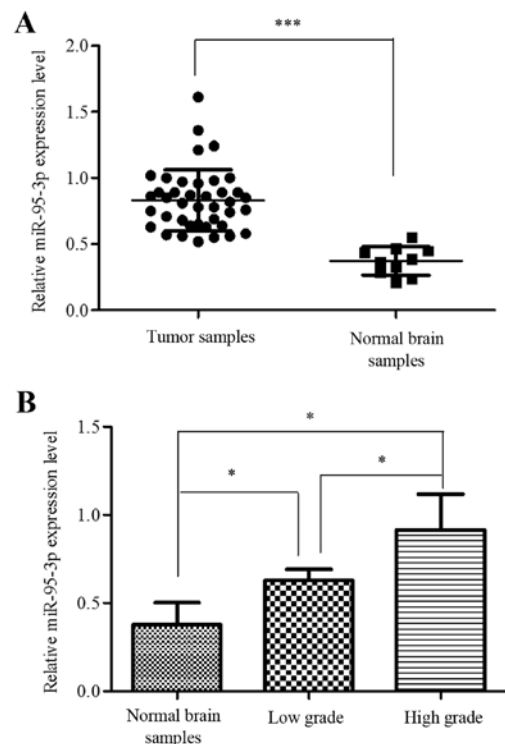 A
***
Relative miR-95-3p expression level
2.0
1.5
1.0
0.5
0.0
Tumor samples
Normal brain
samples
B
*
*
*
Relative miR-95-3p expression level
1.5
1.0
0.5
0.0
Normal brain
samples
Low grade
High grade